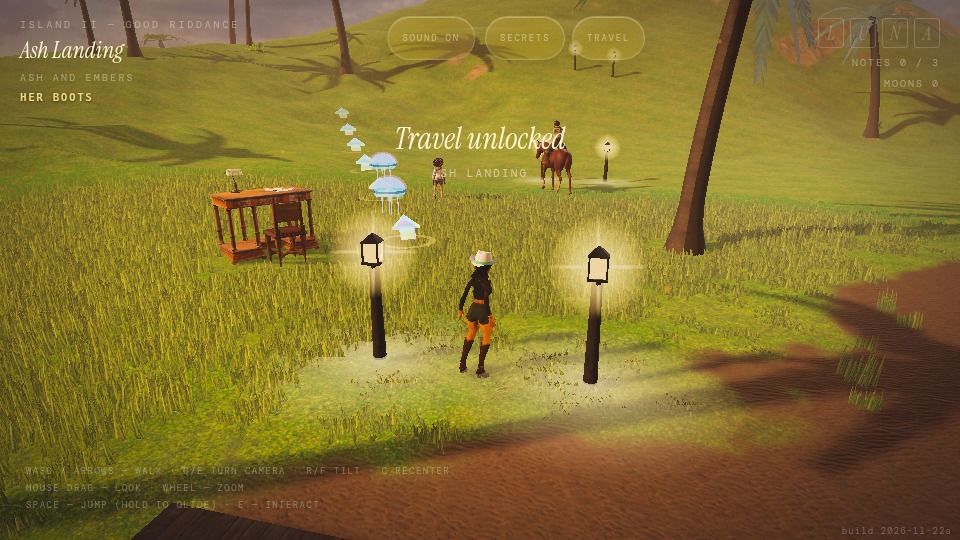 ISLAND II — GOOD RIDDANCE
Ash Landing
ASH AND EMBERS
HER BOOTS
SOUND ON
SECRETS
TRAVEL
L U N A
NOTES 0 / 3
MOONS 0
Travel unlocked
ASH LANDING
WASD / ARROWS — WALK · Q/E TURN CAMERA · R/F TILT · C RECENTER
MOUSE DRAG — LOOK · WHEEL — ZOOM
SPACE — JUMP (HOLD TO GLIDE) · E — INTERACT
build 2026-11-22a